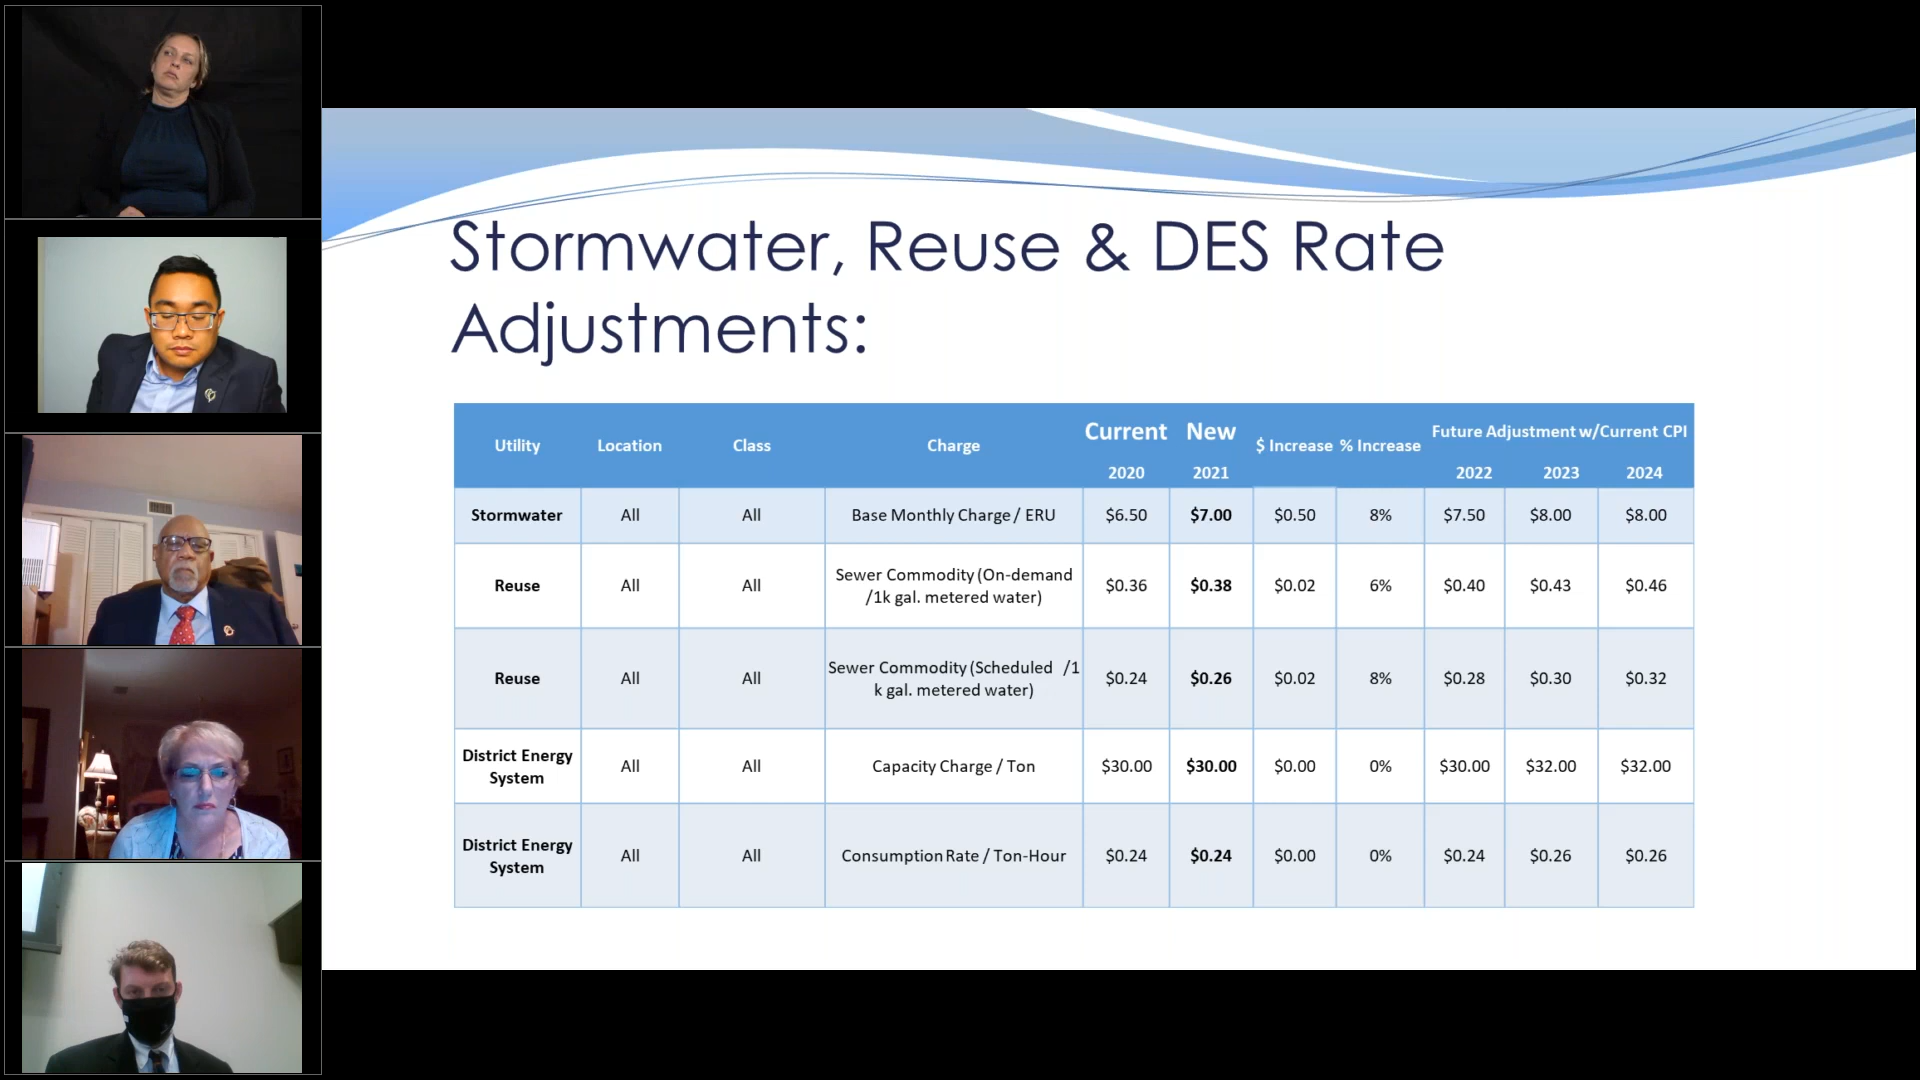 Stormwater, Reuse & DES Rate
Adjustments:
Utility Location Class Charge Current 2020 New 2021 $ Increase % Increase Future Adjustment w/Current CPI 2022 2023 2024
Stormwater All All Base Monthly Charge / ERU $6.50 $7.00 $0.50 8% $7.50 $8.00 $8.00
Reuse All All Sewer Commodity (On-demand
/1k gal. metered water) $0.36 $0.38 $0.02 6% $0.40 $0.43 $0.46
Reuse All All Sewer Commodity (Scheduled /1
k gal. metered water) $0.24 $0.26 $0.02 8% $0.28 $0.30 $0.32
District Energy
System All All Capacity Charge / Ton $30.00 $30.00 $0.00 0% $30.00 $32.00 $32.00
District Energy
System All All Consumption Rate / Ton-Hour $0.24 $0.24 $0.00 0% $0.24 $0.26 $0.26